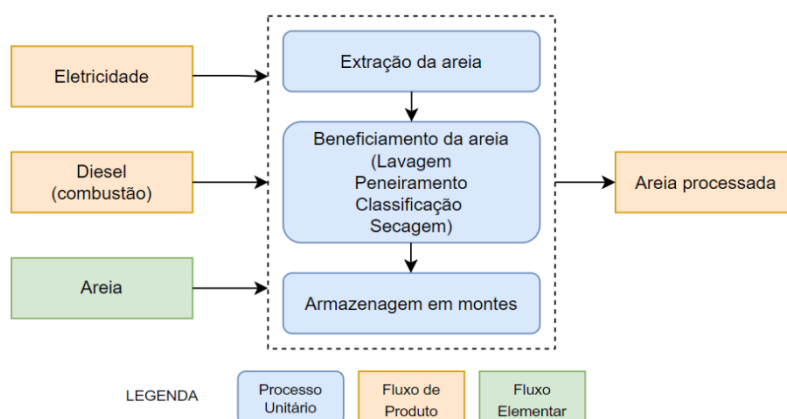 Eletricidade
Extração da areia
Diesel
(combustão)
Beneficiamento da areia
(Lavagem
Peneiramento
Classificação
Secagem)
Areia processada
Areia
Armazenagem em montes
LEGENDA
Processo
Unitário
Fluxo de
Produto
Fluxo
Elementar